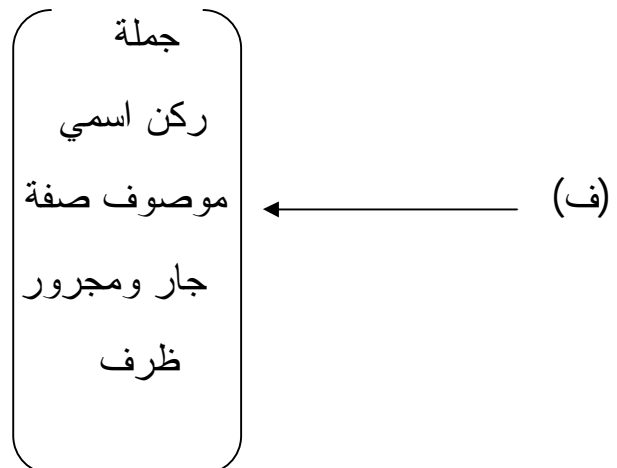 جملة
ركن اسمي
(ف)
موصوف صفة
جار ومجرور
ظرف